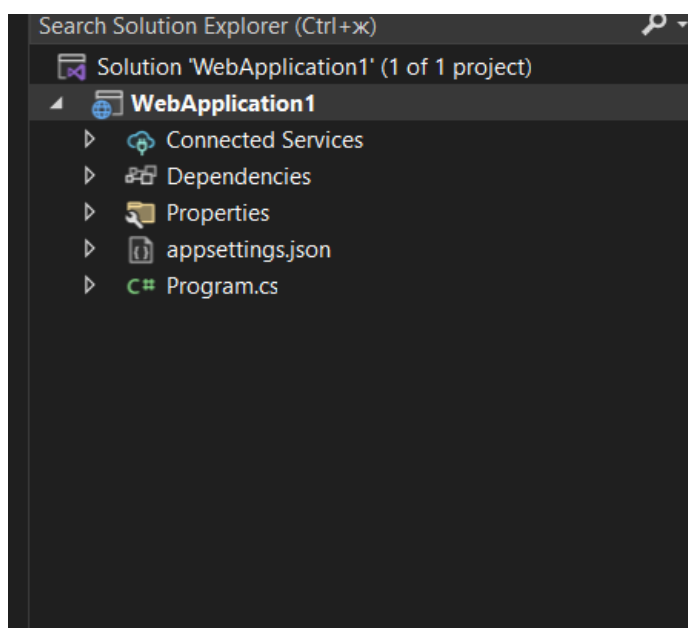 Search Solution Explorer (Ctrl+ж)
Solution 'WebApplication1' (1 of 1 project)
WebApplication1
Connected Services
Dependencies
Properties
appsettings.json
C# Program.cs